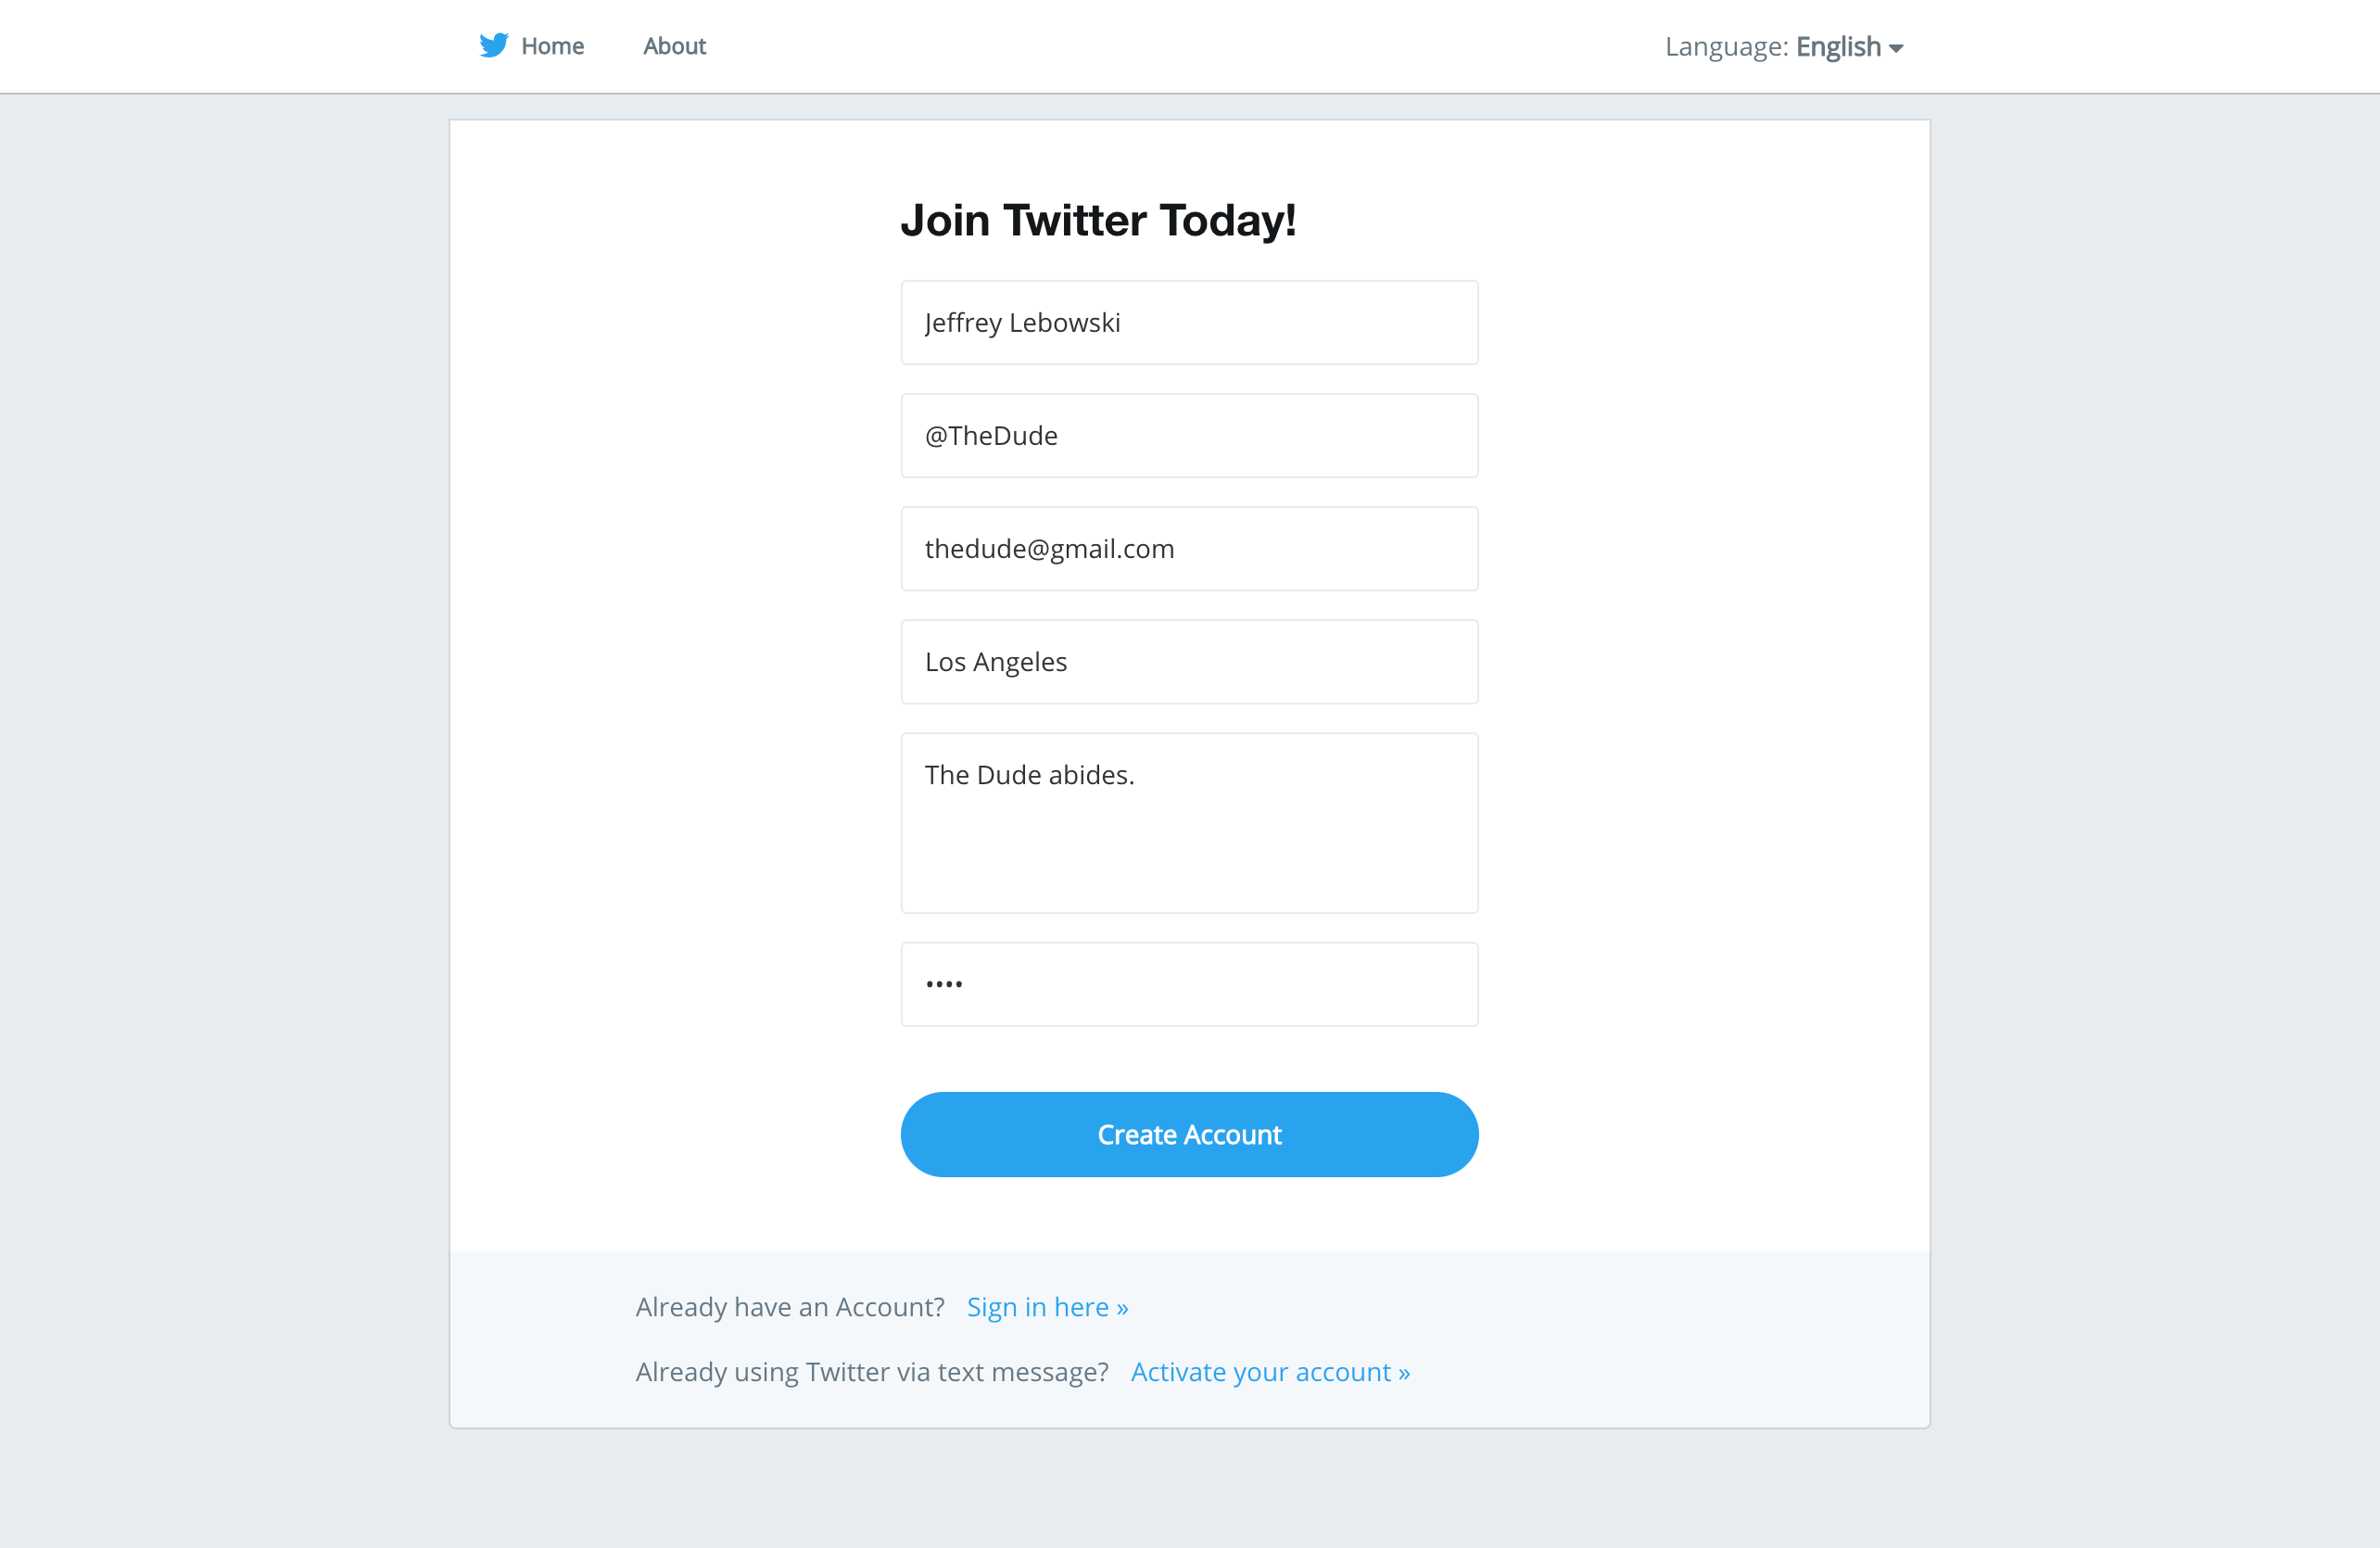 Home About Language: English
Join Twitter Today!
Jeffrey Lebowski
@TheDude
thedude@gmail.com
Los Angeles
The Dude abides.
••••
Create Account
Already have an Account? Sign in here »
Already using Twitter via text message? Activate your account »